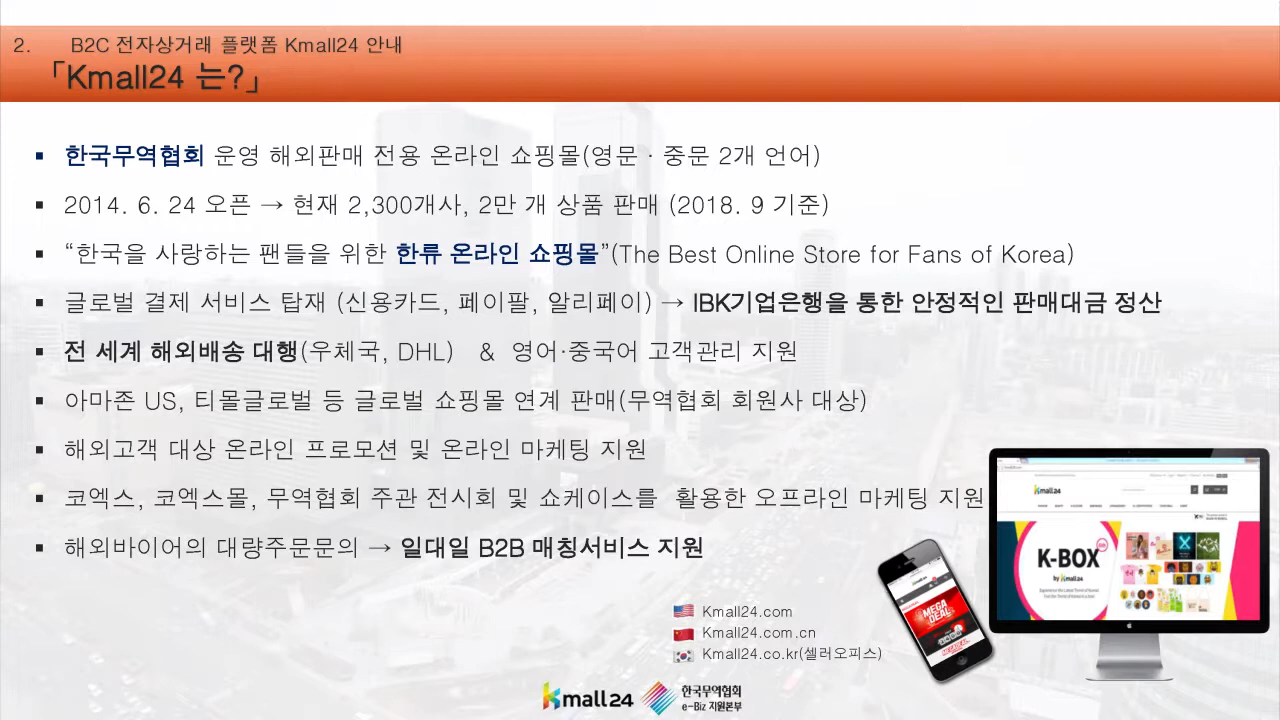 2. B2C 전자상거래 플랫폼 Kmall24 안내
「Kmall24 는?」
▪ 한국무역협회 운영 해외판매 전용 온라인 쇼핑몰(영문 · 중문 2개 언어)
▪ 2014. 6. 24 오픈 → 현재 2,300개사, 2만 개 상품 판매 (2018. 9 기준)
▪ “한국을 사랑하는 팬들을 위한 한류 온라인 쇼핑몰”(The Best Online Store for Fans of Korea)
▪ 글로벌 결제 서비스 탑재 (신용카드, 페이팔, 알리페이) → IBK기업은행을 통한 안정적인 판매대금 정산
▪ 전 세계 해외배송 대행(우체국, DHL) & 영어·중국어 고객관리 지원
▪ 아마존 US, 티몰글로벌 등 글로벌 쇼핑몰 연계 판매(무역협회 회원사 대상)
▪ 해외고객 대상 온라인 프로모션 및 온라인 마케팅 지원
▪ 코엑스, 코엑스몰, 무역협회 주관 전시회 및 쇼케이스를 활용한 오프라인 마케팅 지원
▪ 해외바이어의 대량주문문의 → 일대일 B2B 매칭서비스 지원
Kmall24
K-BOX
by Kmall24
MEGA
DEAL
Kmall24.com
Kmall24.com.cn
Kmall24.co.kr(셀러오피스)
Kmall24
한국무역협회
e-Biz 지원본부